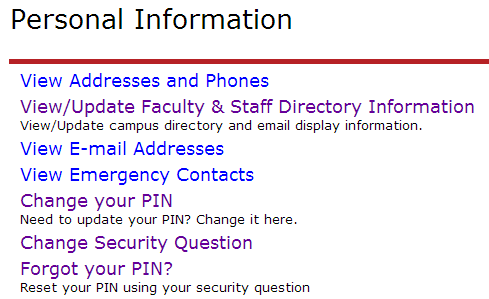 Personal Information
View Addresses and Phones
View/Update Faculty & Staff Directory Information
View/Update campus directory and email display information.
View E-mail Addresses
View Emergency Contacts
Change your PIN
Need to update your PIN? Change it here.
Change Security Question
Forgot your PIN?
Reset your PIN using your security question